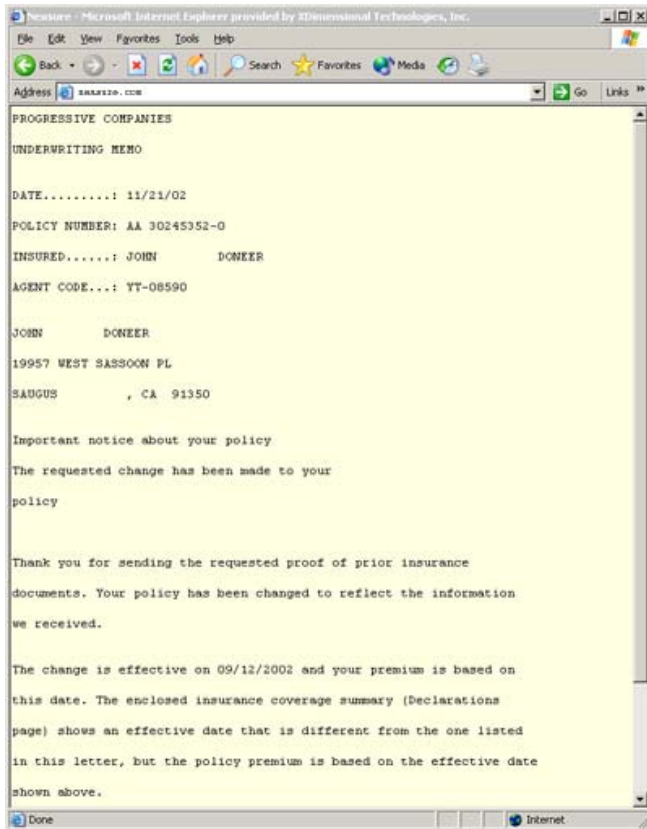 Nexsure - Microsoft Internet Explorer provided by XDimensional Technologies, Inc.
File Edit View Favorites Tools Help
Back Search Favorites Media
Address nexsure.com Go Links »
PROGRESSIVE COMPANIES
UNDERWRITING MEMO
DATE.........: 11/21/02
POLICY NUMBER: AA 30245352-0
INSURED......: JOHN DONEER
AGENT CODE...: YT-08590
JOHN DONEER
19957 WEST SASSOON PL
SAUGUS , CA 91350
Important notice about your policy
The requested change has been made to your
policy
Thank you for sending the requested proof of prior insurance
documents. Your policy has been changed to reflect the information
we received.
The change is effective on 09/12/2002 and your premium is based on
this date. The enclosed insurance coverage summary (Declarations
page) shows an effective date that is different from the one listed
in this letter, but the policy premium is based on the effective date
shown above.
Done Internet